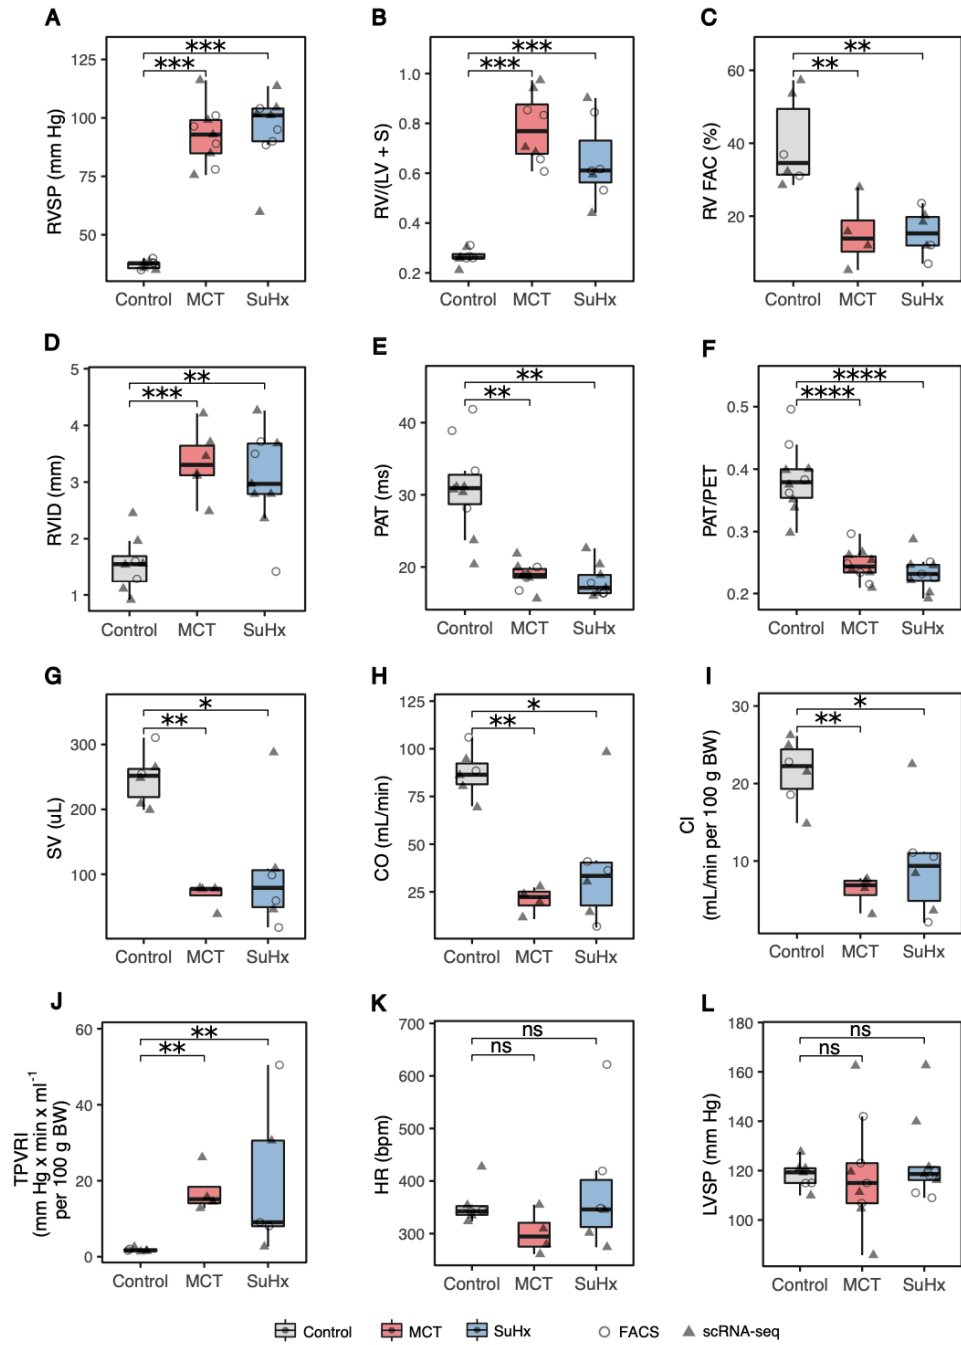 A
B
C
RVSP (mm Hg)
125
100
75
50
***
***
Control
MCT
SuHx
RV/(LV + S)
1.0
0.8
0.6
0.4
0.2
***
***
Control
MCT
SuHx
RV FAC (%)
60
40
20
**
**
Control
MCT
SuHx
D
E
F
RVID (mm)
5
4
3
2
1
**
***
Control
MCT
SuHx
PAT (ms)
40
30
20
**
**
Control
MCT
SuHx
PAT/PET
0.5
0.4
0.3
0.2
****
****
Control
MCT
SuHx
G
H
I
SV (uL)
300
200
100
*
**
Control
MCT
SuHx
CO (mL/min)
125
100
75
50
25
*
**
Control
MCT
SuHx
CI
(mL/min per 100 g BW)
30
20
10
*
**
Control
MCT
SuHx
J
K
L
TPVRI
(mm Hg x min x ml⁻¹
per 100 g BW)
60
40
20
0
**
**
Control
MCT
SuHx
HR (bpm)
700
600
500
400
300
ns
ns
Control
MCT
SuHx
LVSP (mm Hg)
180
160
140
120
100
ns
ns
Control
MCT
SuHx
Control MCT SuHx FACS scRNA-seq